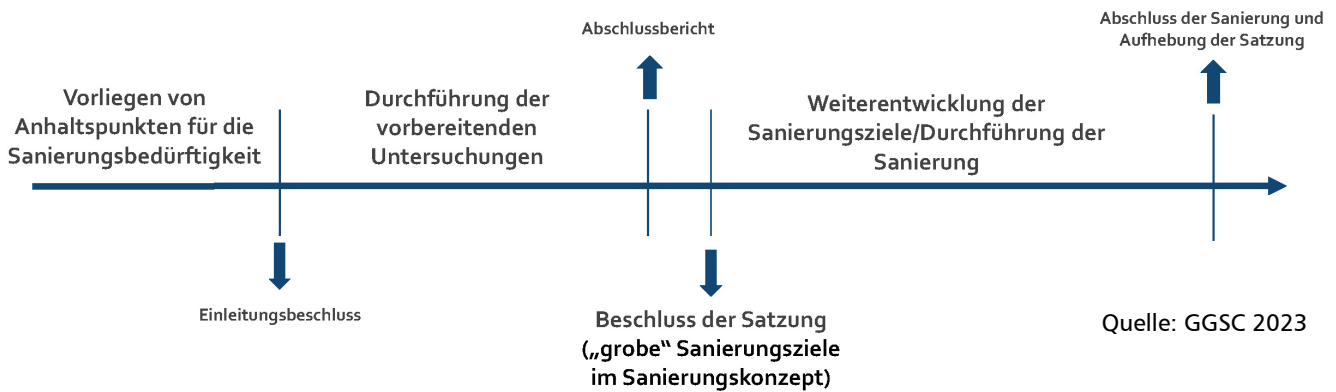 Vorliegen von
Anhaltspunkten für die
Sanierungsbedürftigkeit
Einleitungsbeschluss
Durchführung der
vorbereitenden
Untersuchungen
Abschlussbericht
Beschluss der Satzung
(„grobe“ Sanierungsziele
im Sanierungskonzept)
Weiterentwicklung der
Sanierungsziele/Durchführung der
Sanierung
Abschluss der Sanierung und
Aufhebung der Satzung
Quelle: GGSC 2023